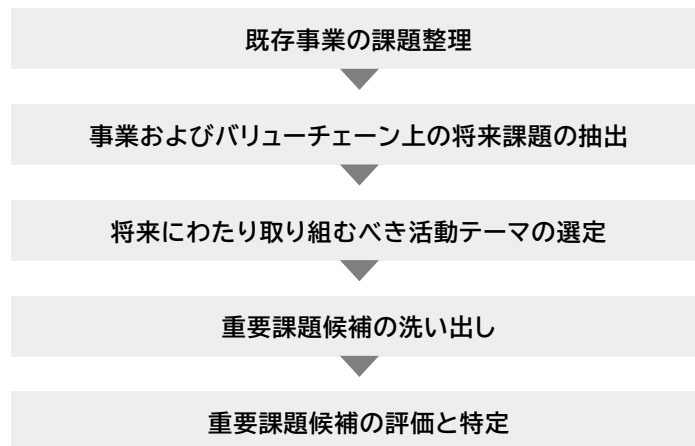 既存事業の課題整理
事業およびバリューチェーン上の将来課題の抽出
将来にわたり取り組むべき活動テーマの選定
重要課題候補の洗い出し
重要課題候補の評価と特定